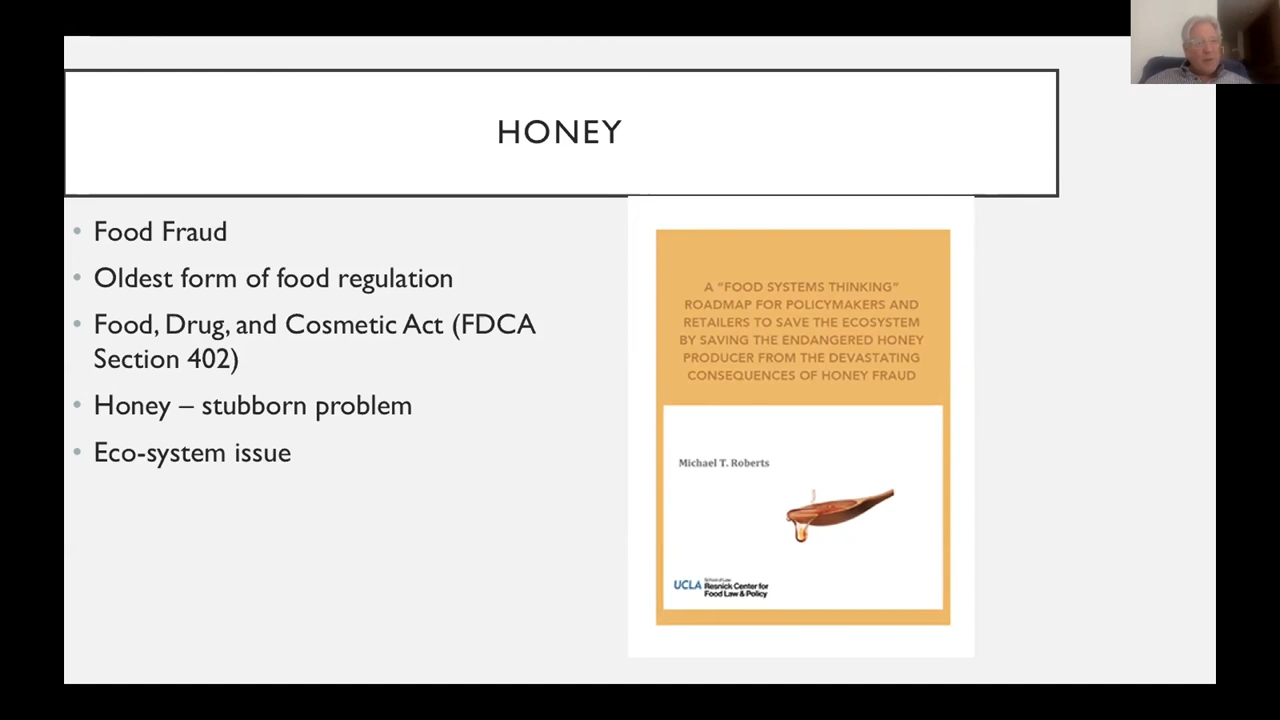 HONEY
• Food Fraud
• Oldest form of food regulation
• Food, Drug, and Cosmetic Act (FDCA
Section 402)
• Honey – stubborn problem
• Eco-system issue
A "FOOD SYSTEMS THINKING"
ROADMAP FOR POLICYMAKERS AND
RETAILERS TO SAVE THE ECOSYSTEM
BY SAVING THE ENDANGERED HONEY
PRODUCER FROM THE DEVASTATING
CONSEQUENCES OF HONEY FRAUD
Michael T. Roberts
UCLA School of Law
Resnick Center for
Food Law & Policy